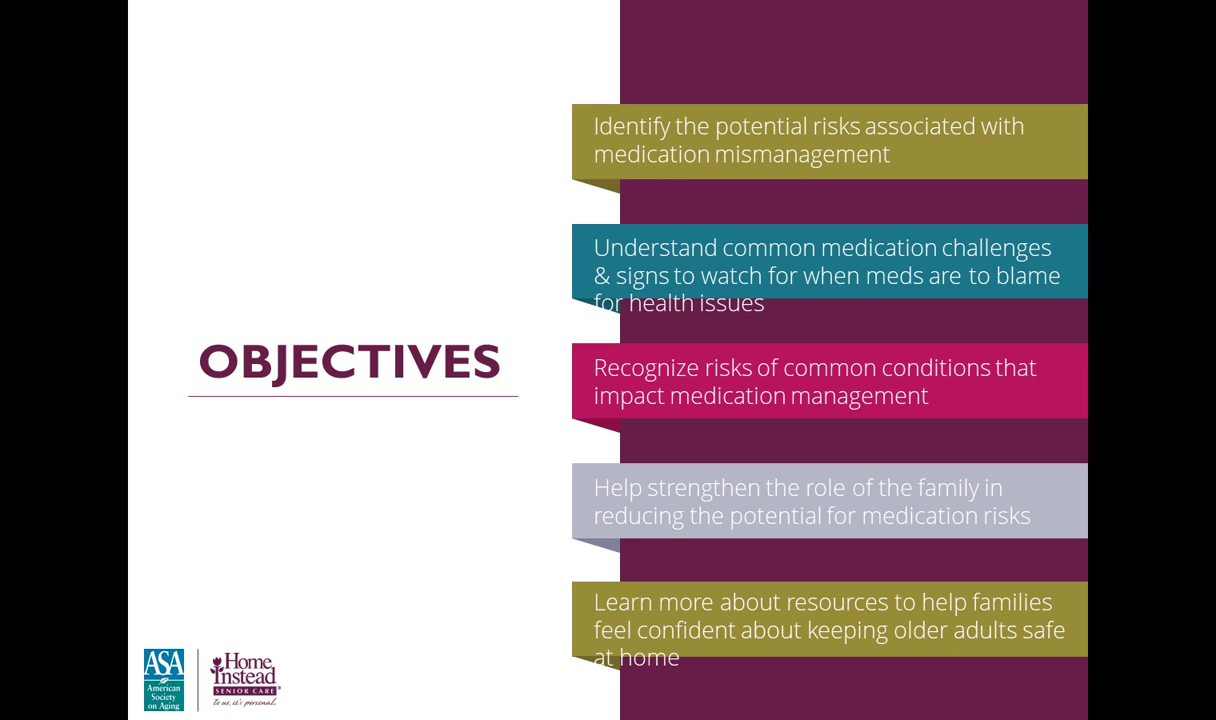 OBJECTIVES
Identify the potential risks associated with
medication mismanagement
Understand common medication challenges
& signs to watch for when meds are to blame
for health issues
Recognize risks of common conditions that
impact medication management
Help strengthen the role of the family in
reducing the potential for medication risks
Learn more about resources to help families
feel confident about keeping older adults safe
at home
ASA
American
Society
on Aging
Home
Instead
SENIOR CARE®
to us, it's personal.